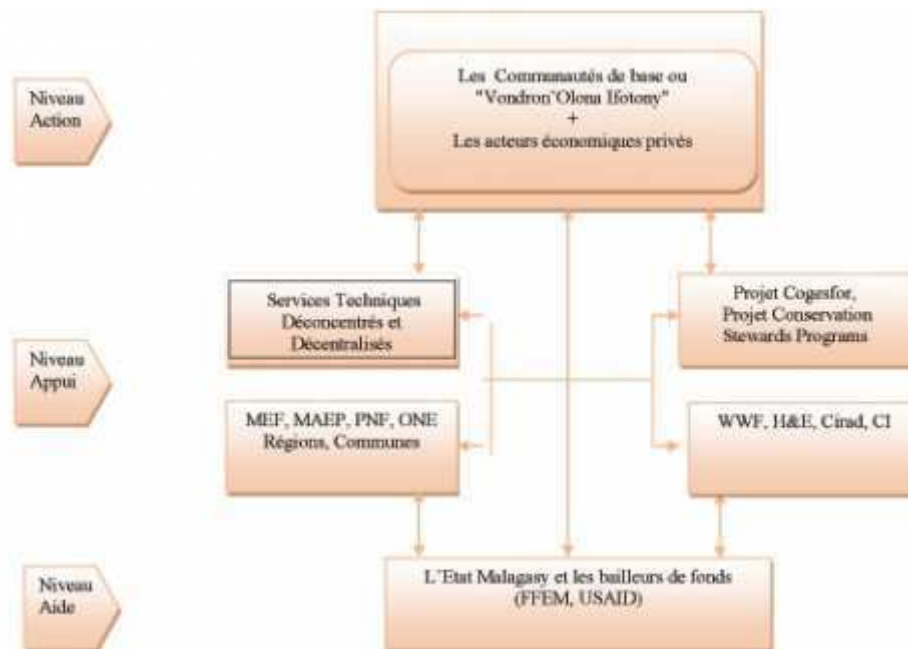 Niveau
Action
Les Communautés de base ou
"Vondron`Olona Ifotony"
+
Les acteurs économiques privés
Services Techniques
Déconcentrés et
Décentralisés
Projet Cogesfor,
Projet Conservation
Stewards Programa
Niveau
Appui
MEF, MAEP, PNF, ONE
Régions, Communes
WWF, H&E, Cirad, CI
Niveau
Aide
L`Etat Malagasy et les bailleurs de fonds
(FFEM, USAID)